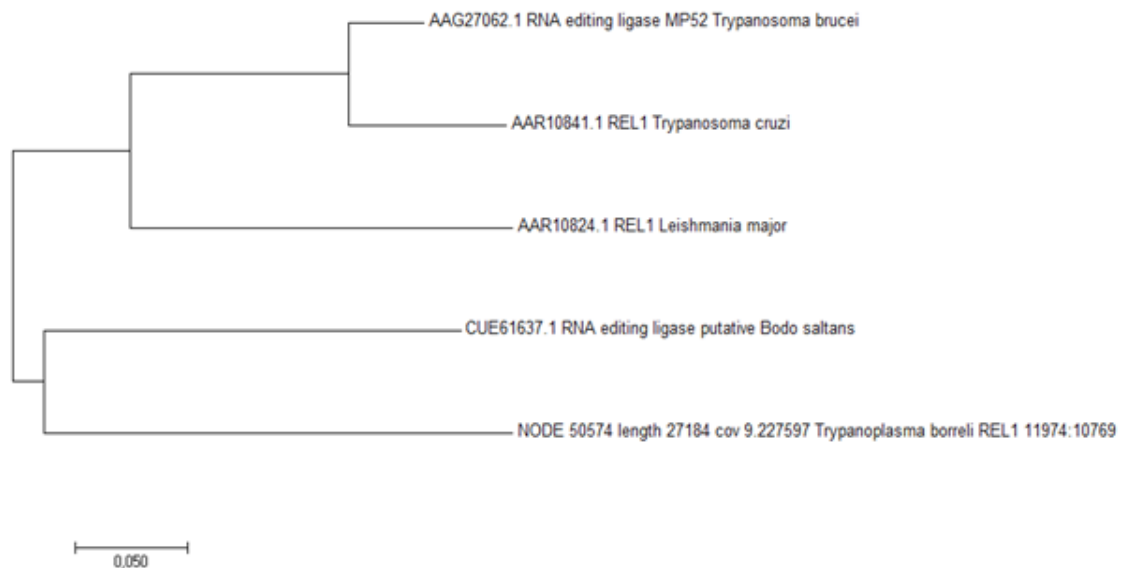 AAG27062.1 RNA editing ligase MP52 Trypanosoma brucei
AAR10841.1 REL1 Trypanosoma cruzi
AAR10824.1 REL1 Leishmania major
CUE61637.1 RNA editing ligase putative Bodo saltans
NODE 50574 length 27184 cov 9.227597 Trypanoplasma borreli REL1 11974:10769
0.050